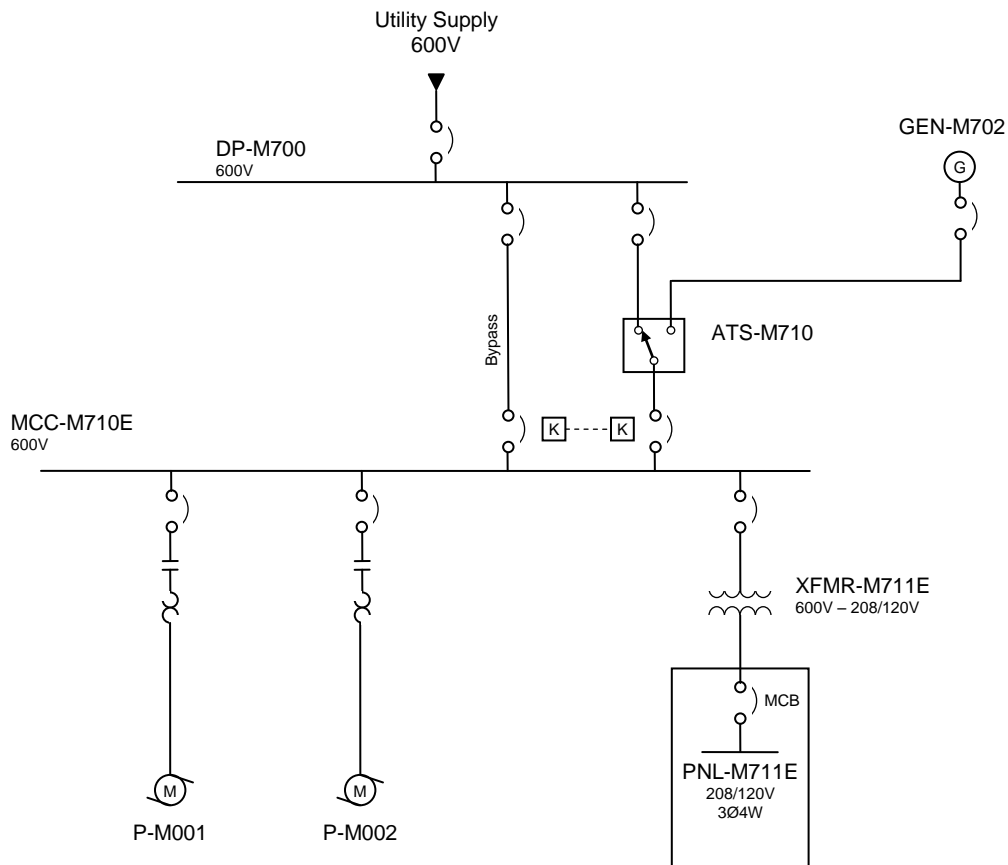 Utility Supply
600V
GEN-M702
G
DP-M700
600V
Bypass
ATS-M710
MCC-M710E
600V
K
K
XFMR-M711E
600V – 208/120V
MCB
PNL-M711E
208/120V
3Ø4W
M
M
P-M001
P-M002